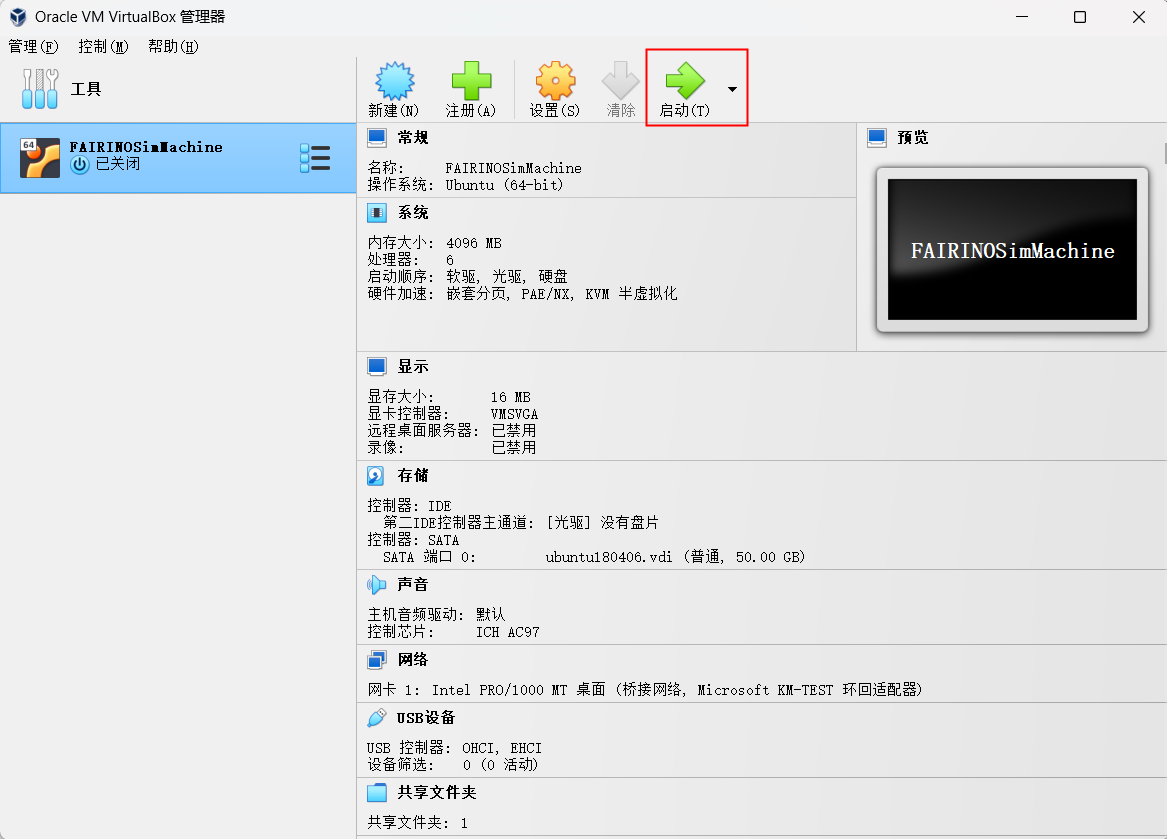 Oracle VM VirtualBox 管理器
管理(F) 控制(M) 帮助(H)
工具
新建(N) 注册(A) 设置(S) 清除 启动(T)
64
FAIRINOSimMachine
已关闭
常规
名称: FAIRINOSimMachine
操作系统: Ubuntu (64-bit)
系统
内存大小: 4096 MB
处理器: 6
启动顺序: 软驱, 光驱, 硬盘
硬件加速: 嵌套分页, PAE/NX, KVM 半虚拟化
预览
FAIRINOSimMachine
显示
显存大小: 16 MB
显卡控制器: VMSVGA
远程桌面服务器: 已禁用
录像: 已禁用
存储
控制器: IDE
第二IDE控制器主通道: [光驱] 没有盘片
控制器: SATA
SATA 端口 0: ubuntu180406.vdi (普通, 50.00 GB)
声音
主机音频驱动: 默认
控制芯片: ICH AC97
网络
网卡 1: Intel PRO/1000 MT 桌面 (桥接网络, Microsoft KM-TEST 环回适配器)
USB设备
USB 控制器: OHCI, EHCI
设备筛选: 0 (0 活动)
共享文件夹
共享文件夹: 1